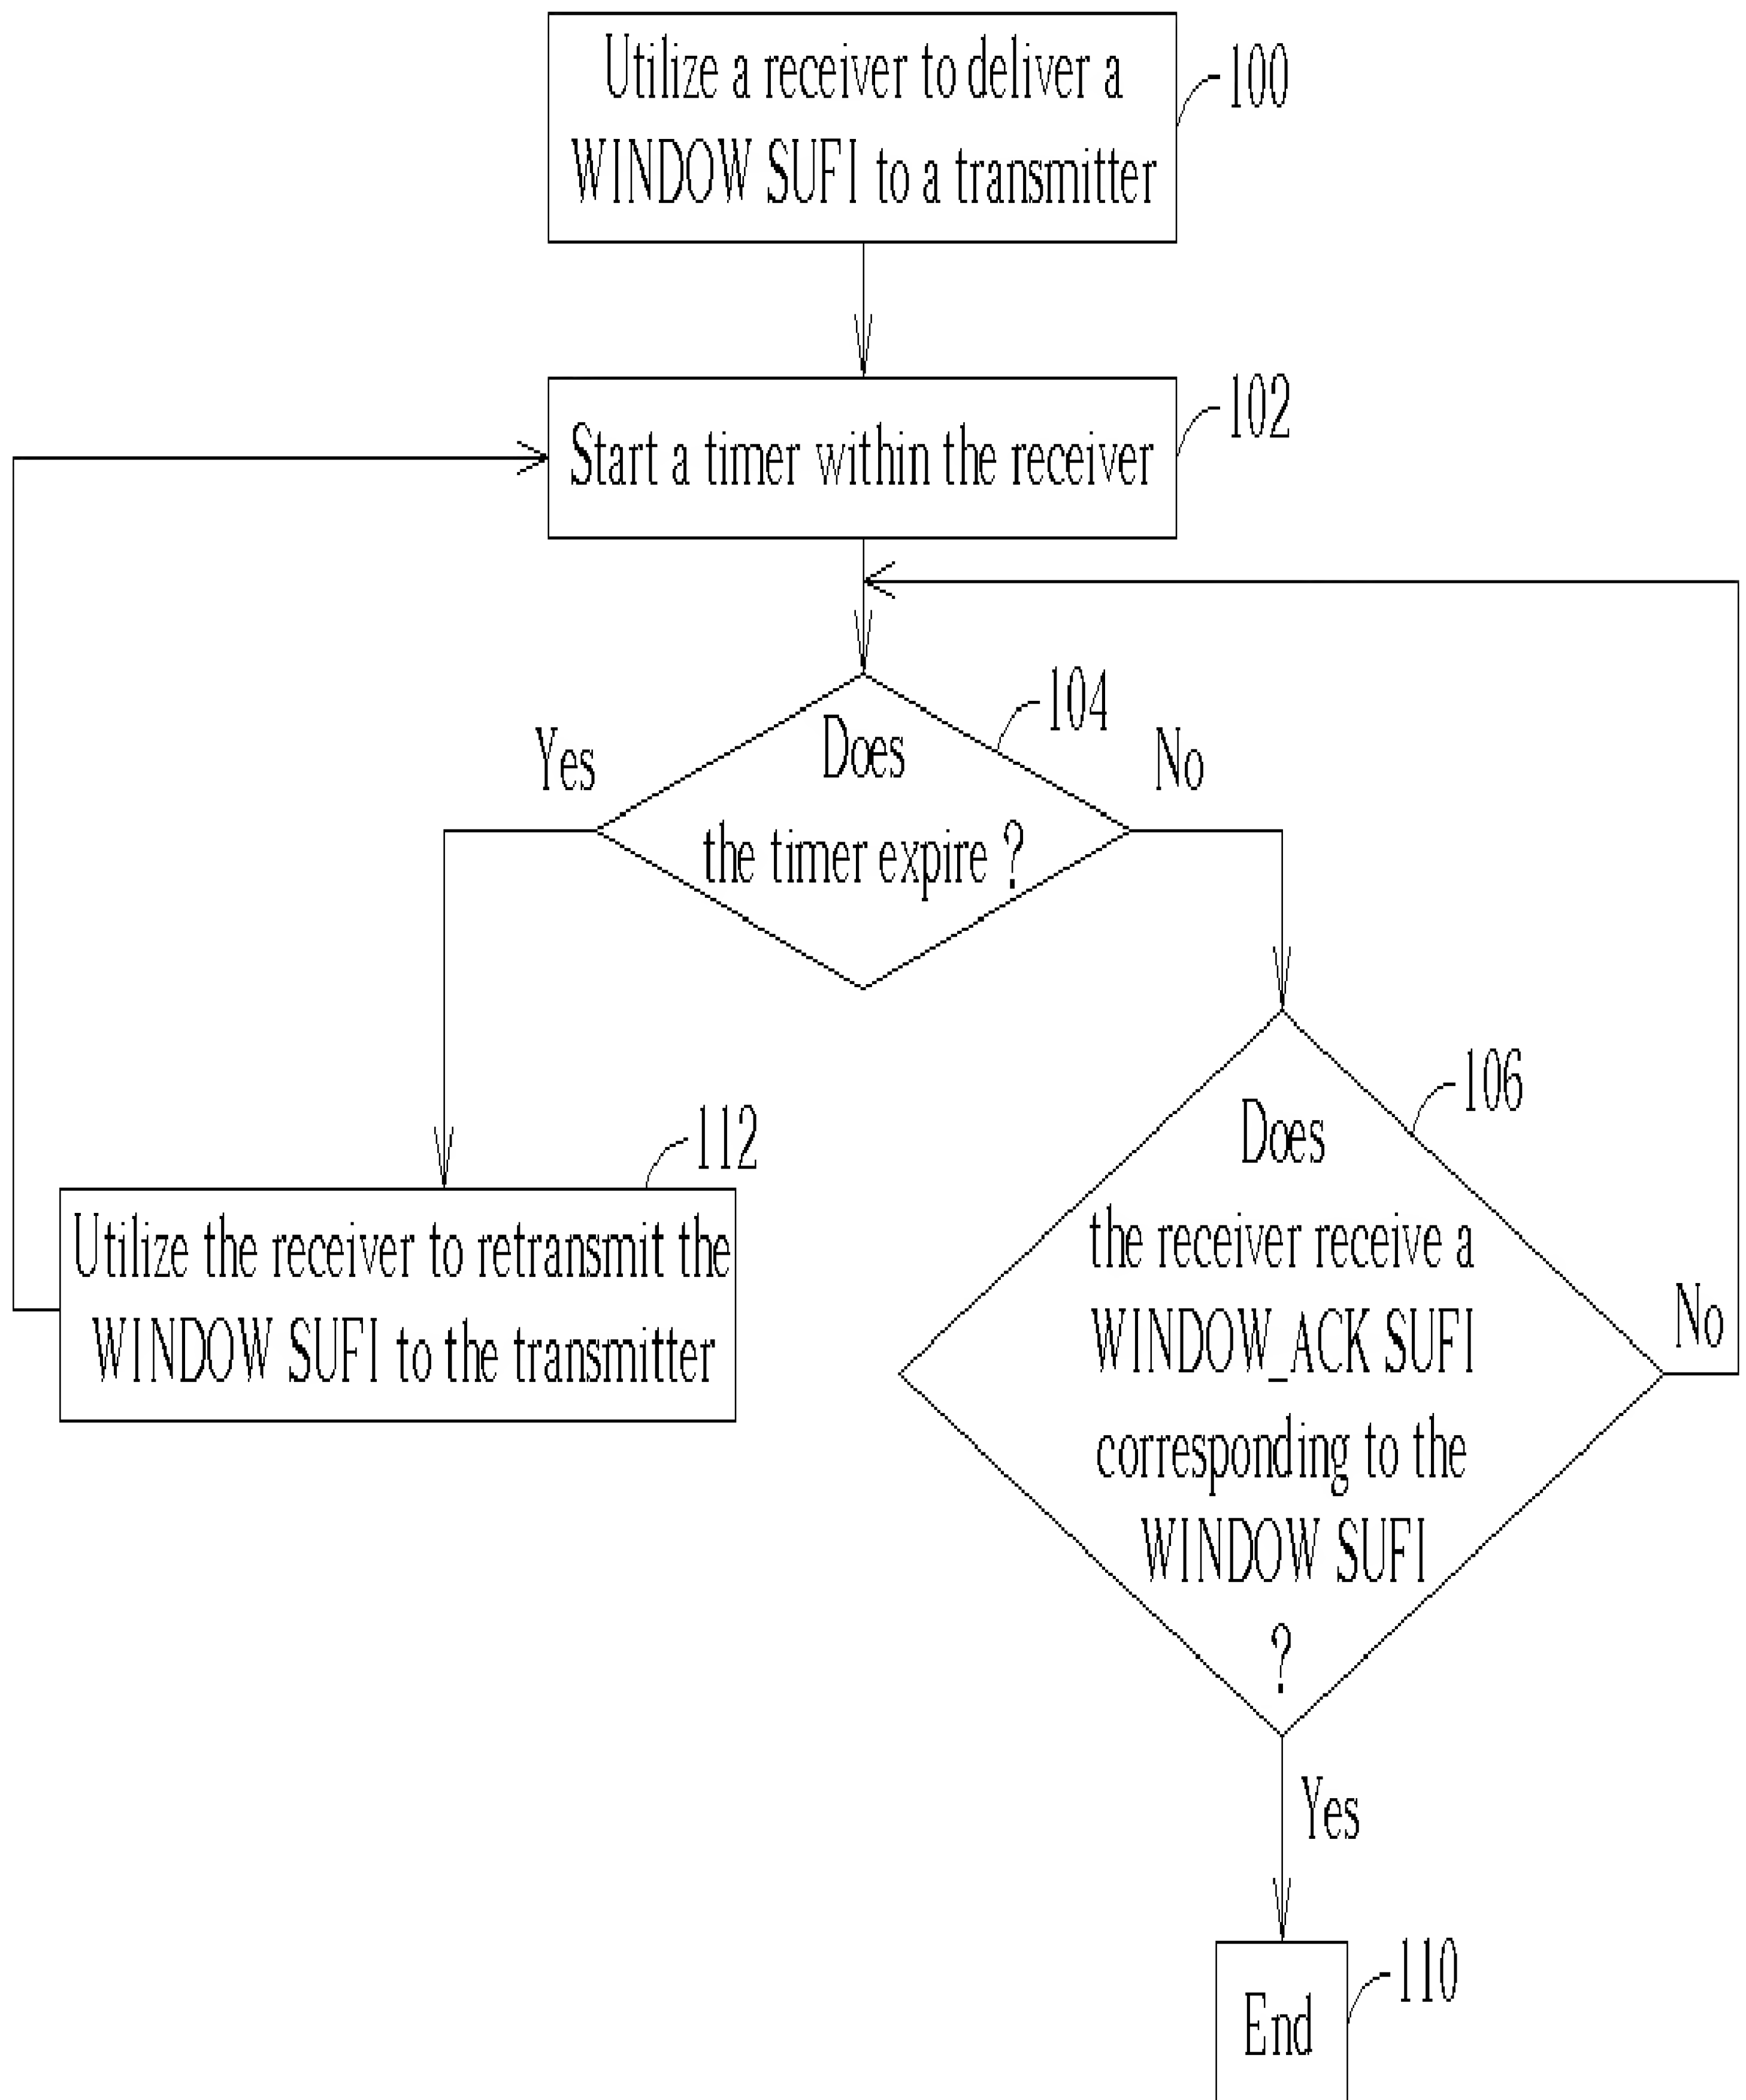 Utilize a receiver to deliver a
WINDOW SUFI to a transmitter
100
Start a timer within the receiver
102
104
Yes
Does
the timer expire ?
No
106
Does
the receiver receive a
WINDOW_ACK SUFI
corresponding to the
WINDOW SUFI
?
No
112
Utilize the receiver to retransmit the
WINDOW SUFI to the transmitter
Yes
End
110